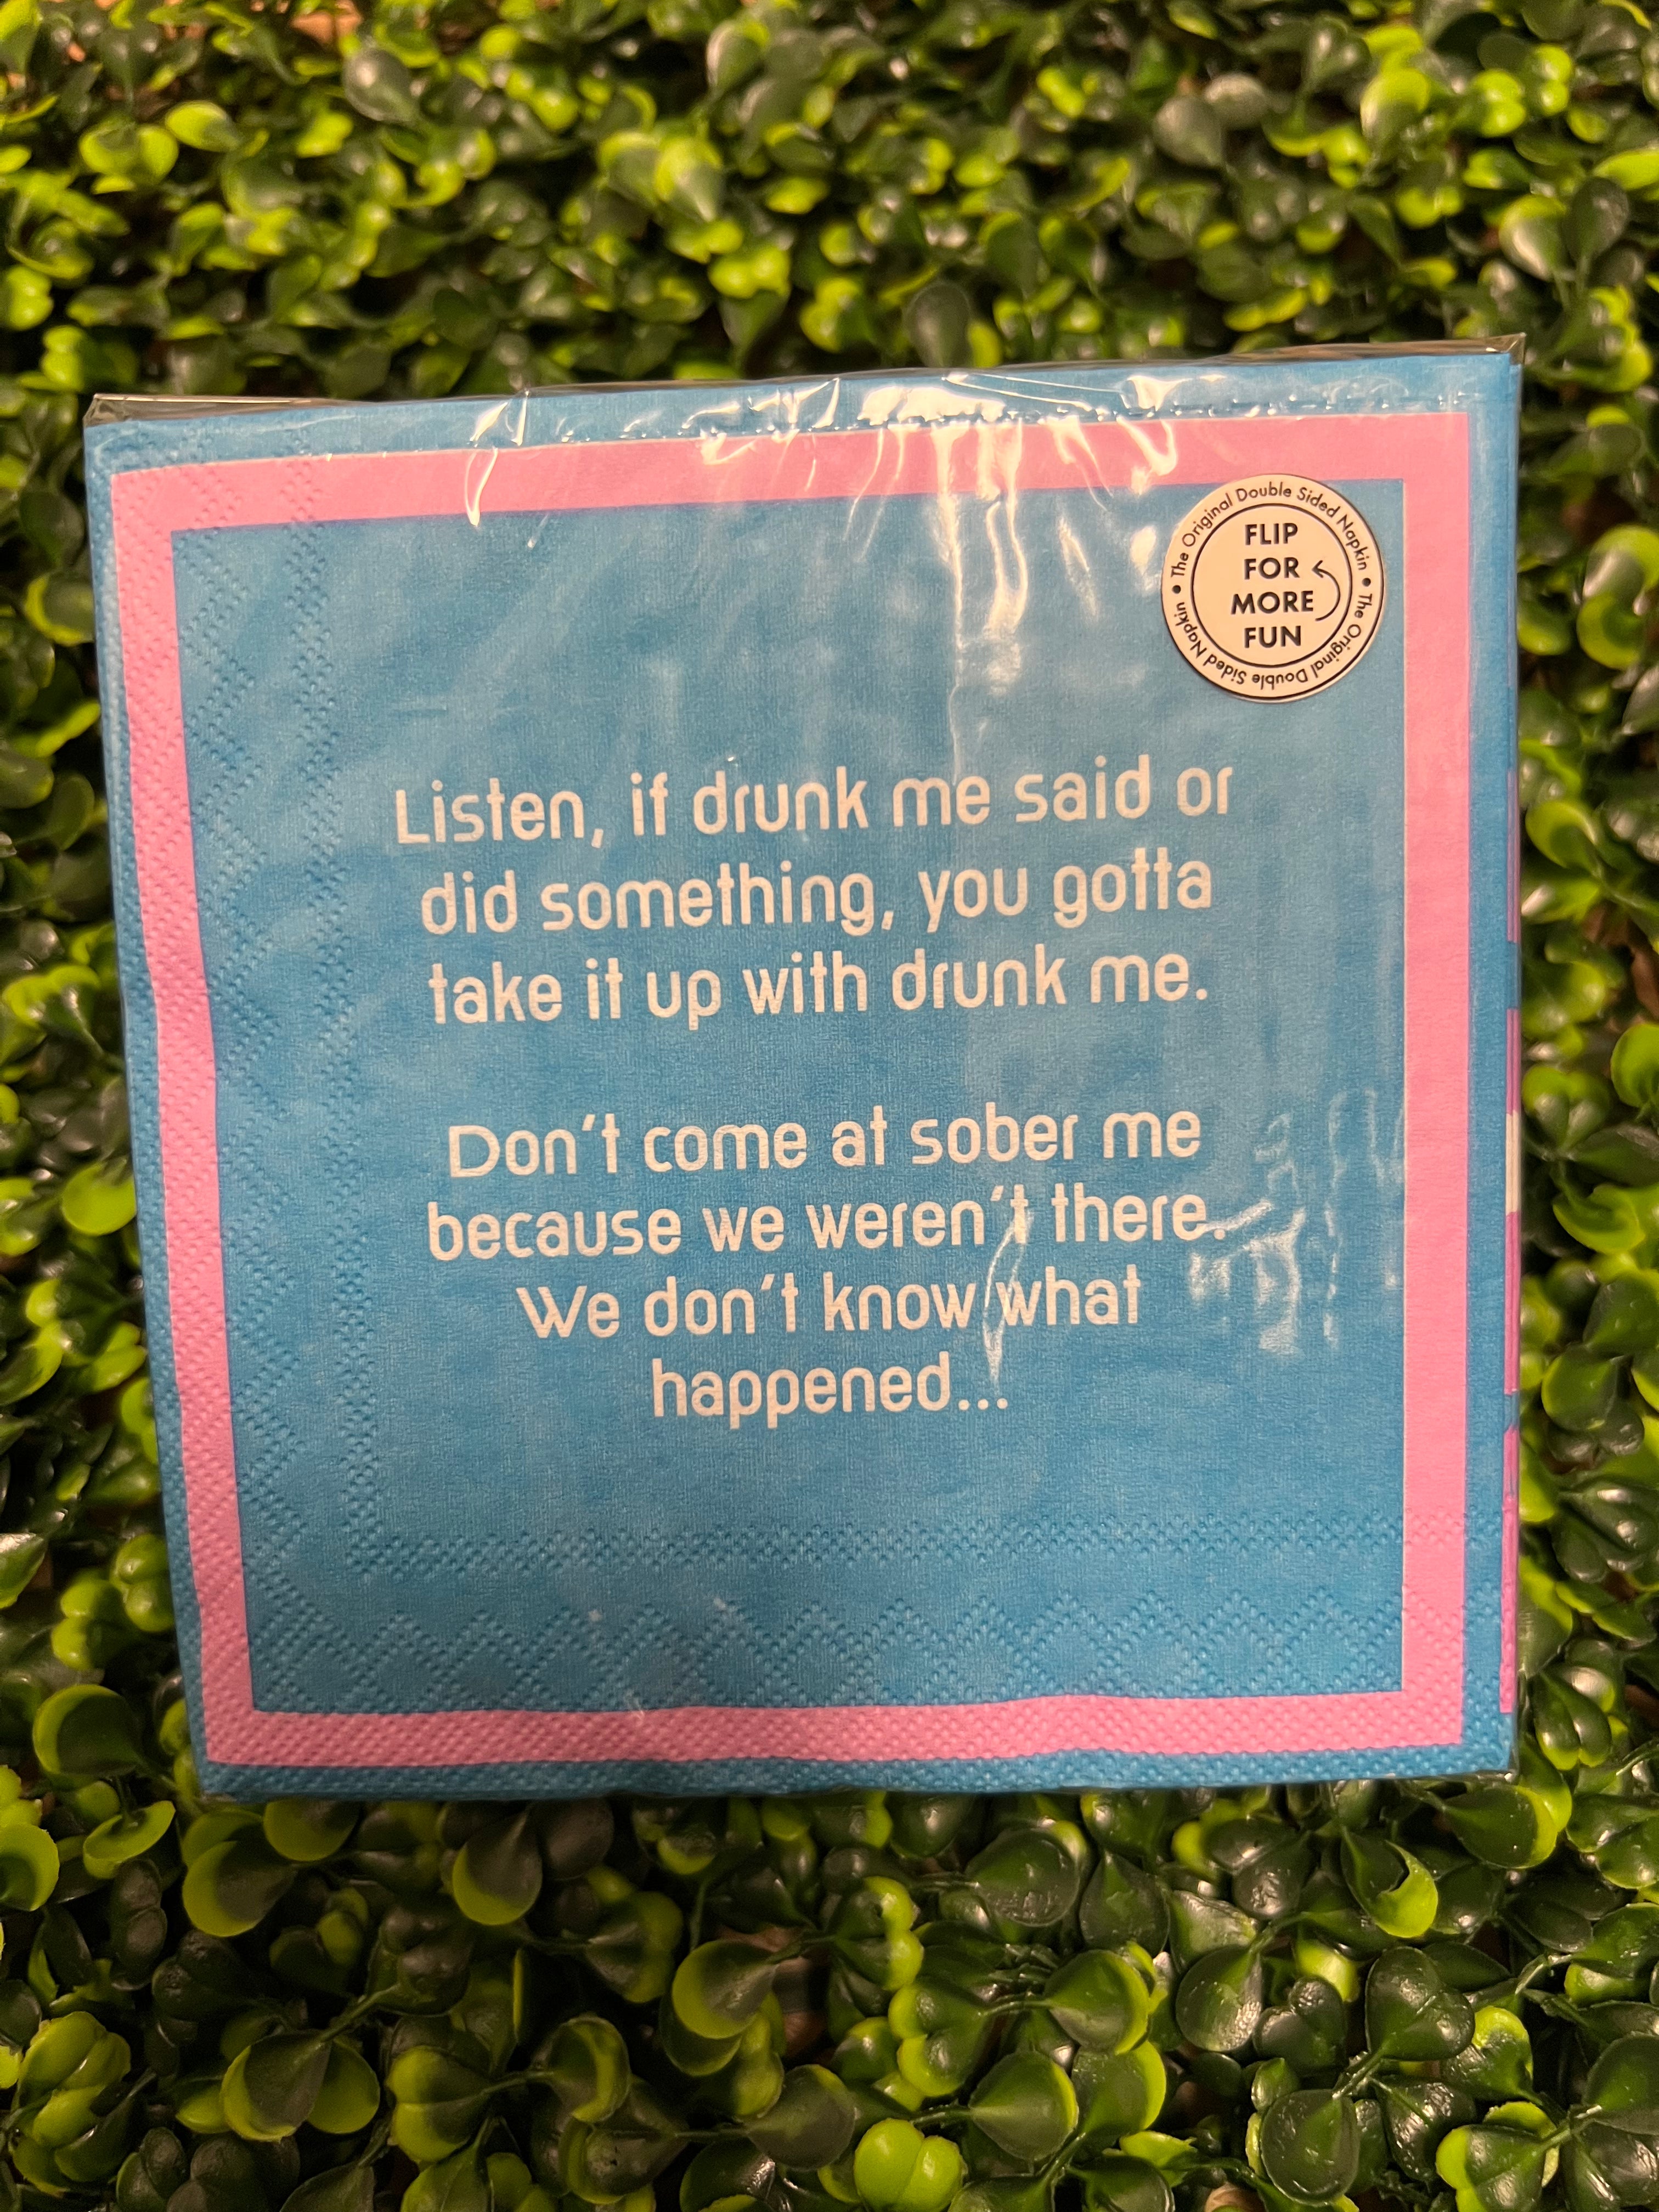 The Original Double Sided Napkin • The Original Double Sided Napkin •
FLIP
FOR
MORE
FUN
Listen, if drunk me said or
did something, you gotta
take it up with drunk me.
Don't come at sober me
because we weren't there.
We don't know what
happened...